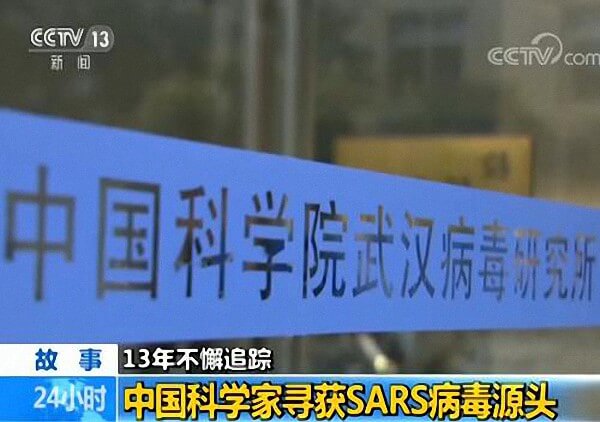 CCTV 13
新闻
CCTV.com
中国科学院武汉病毒研究所
故事 13年不懈追踪
24小时 中国科学家寻获SARS病毒源头